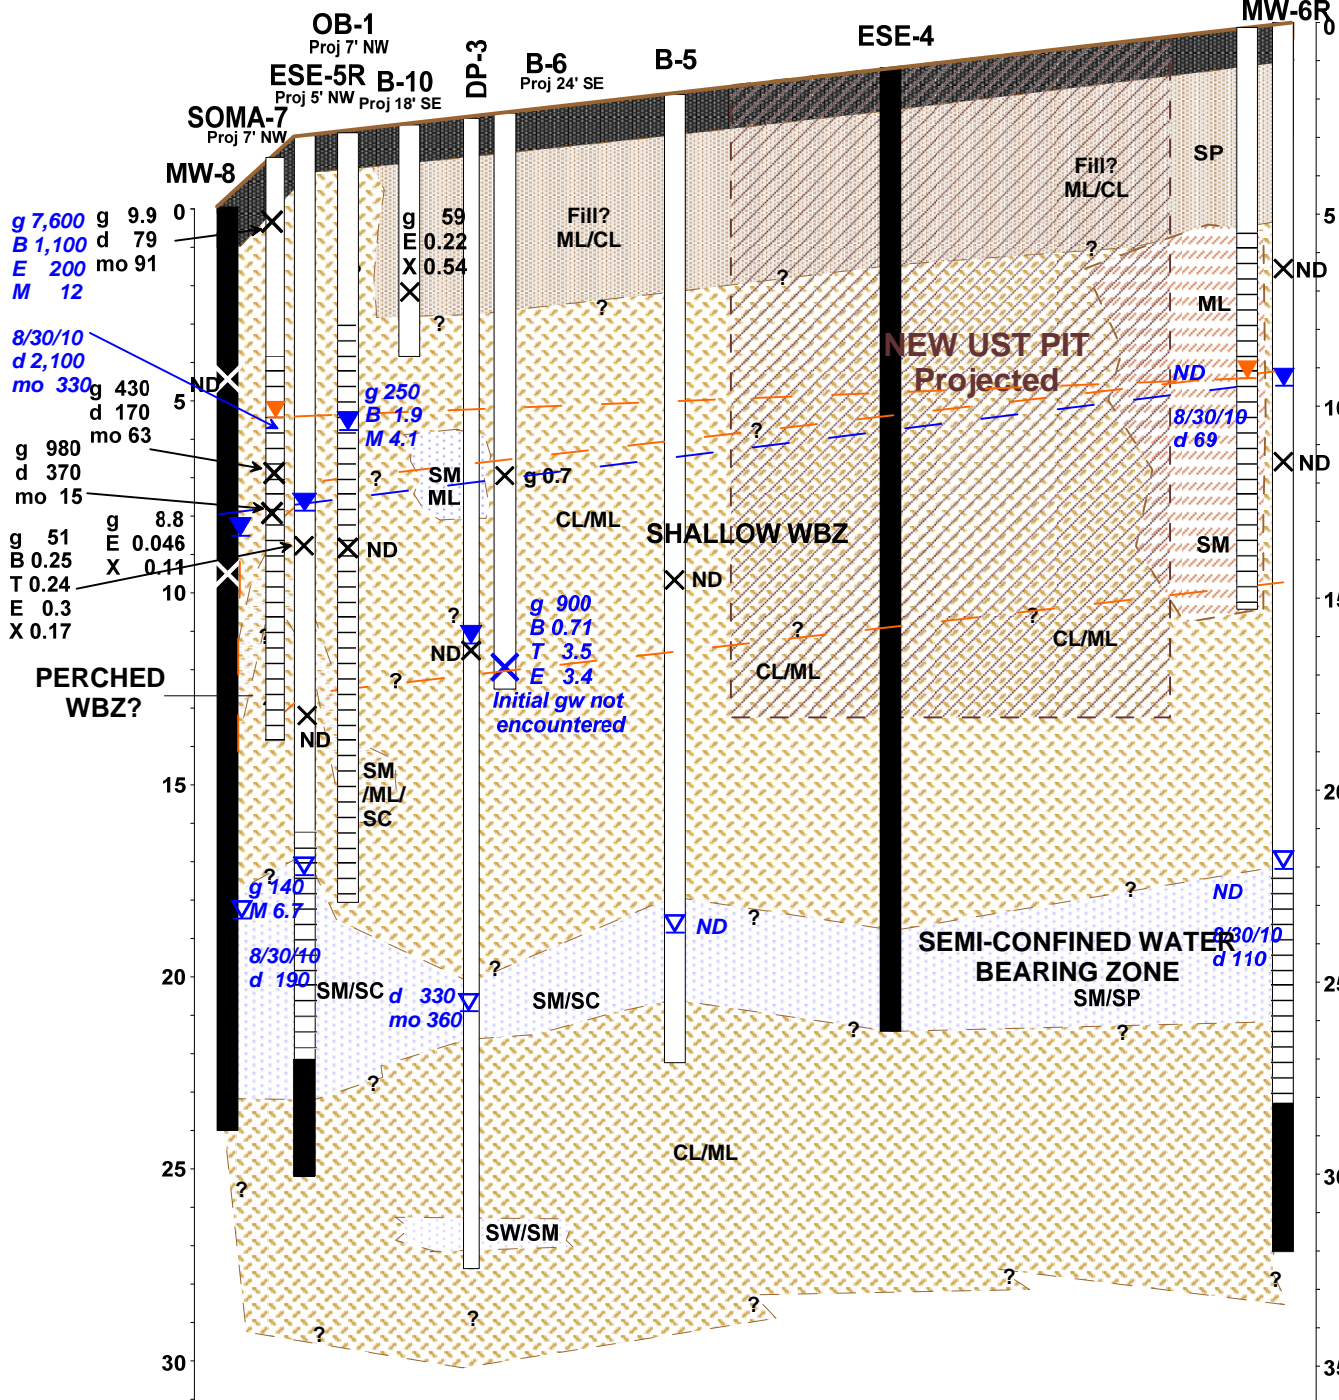 MW-6R
OB-1
Proj 7' NW
ESE-5R
Proj 5' NW
B-10
Proj 18' SE
DP-3
B-6
Proj 24' SE
B-5
ESE-4
SOMA-7
Proj 7' NW
MW-8
0
0
5
10
15
20
25
30
5
10
15
20
25
30
35
g 7,600
B 1,100
E 200
M 12
g 9.9
d 79
mo 91
8/30/10
d 2,100
mo 330
ND
g 430
d 170
mo 63
g 980
d 370
mo 15
g 51
B 0.25
T 0.24
E 0.3
X 0.17
g 8.8
E 0.046
X 0.11
PERCHED
WBZ?
g 59
E 0.22
X 0.54
Fill?
ML/CL
Fill?
ML/CL
SP
?
?
?
?
?
ND
ML
NEW UST PIT
Projected
ND
8/30/10
d 69
ND
g 250
B 1.9
M 4.1
?
SM
ML
g 0.7
?
CL/ML
SHALLOW WBZ
SM
ND
ND
?
g 900
B 0.71
T 3.5
E 3.4
Initial gw not
encountered
ND
?
?
CL/ML
CL/ML
?
?
ND
SM
/ML/
SC
?
g 140
M 6.7
8/30/10
d 190
SM/SC
d 330
mo 360
?
SM/SC
ND
?
?
SEMI-CONFINED WATER
BEARING ZONE
SM/SP
ND
8/30/10
d 110
?
?
?
CL/ML
?
SW/SM
?
?
?
?
?